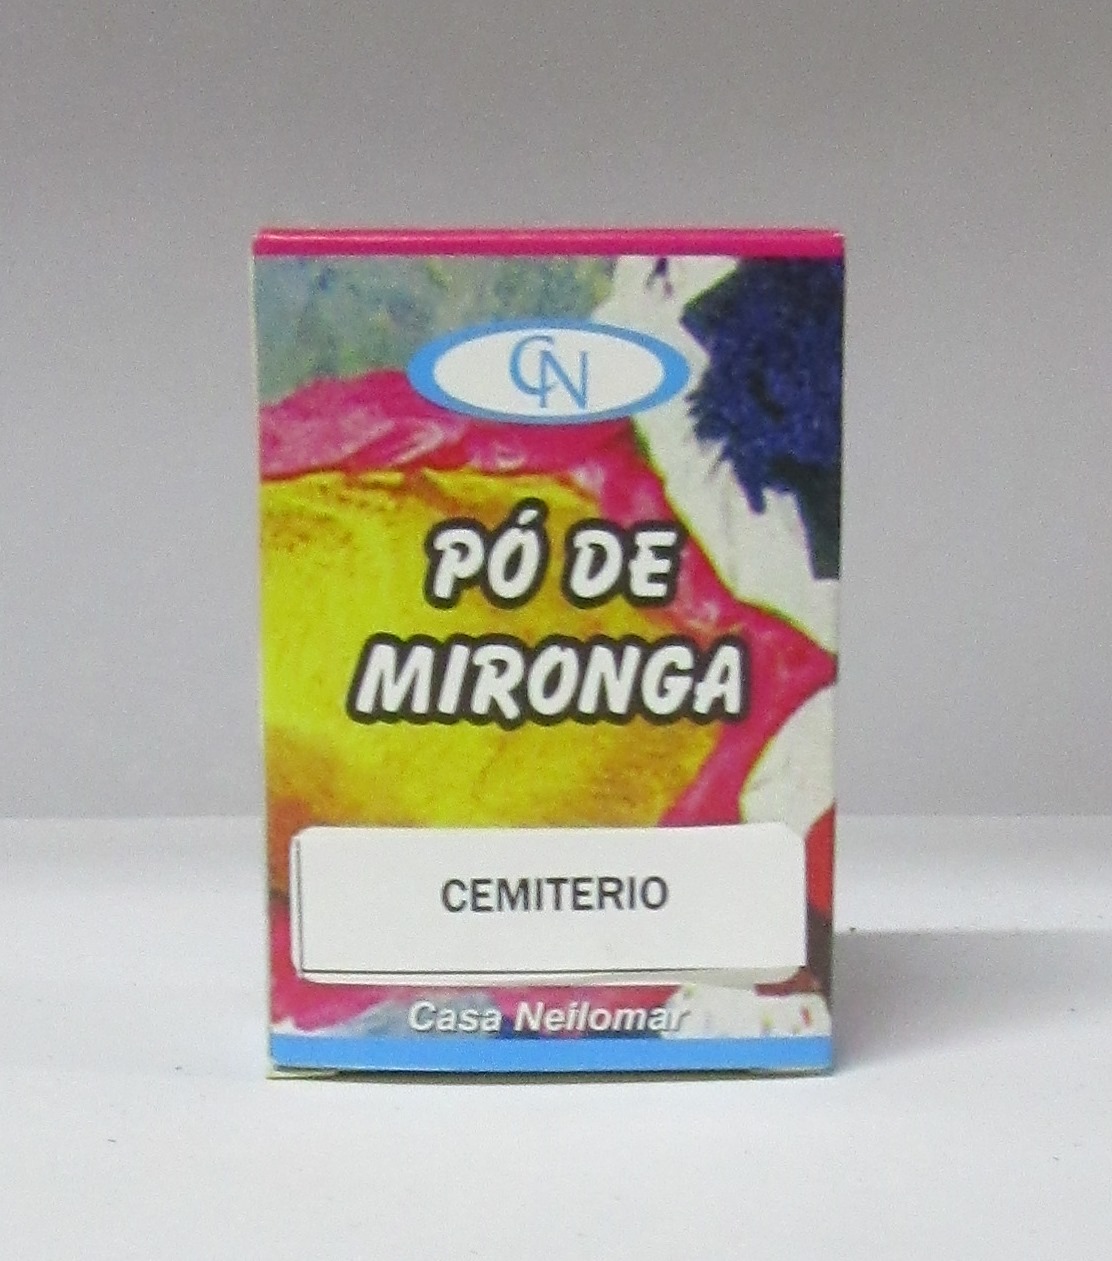 CN
PÓ DE
MIRONGA
CEMITERIO
Casa Neilomar